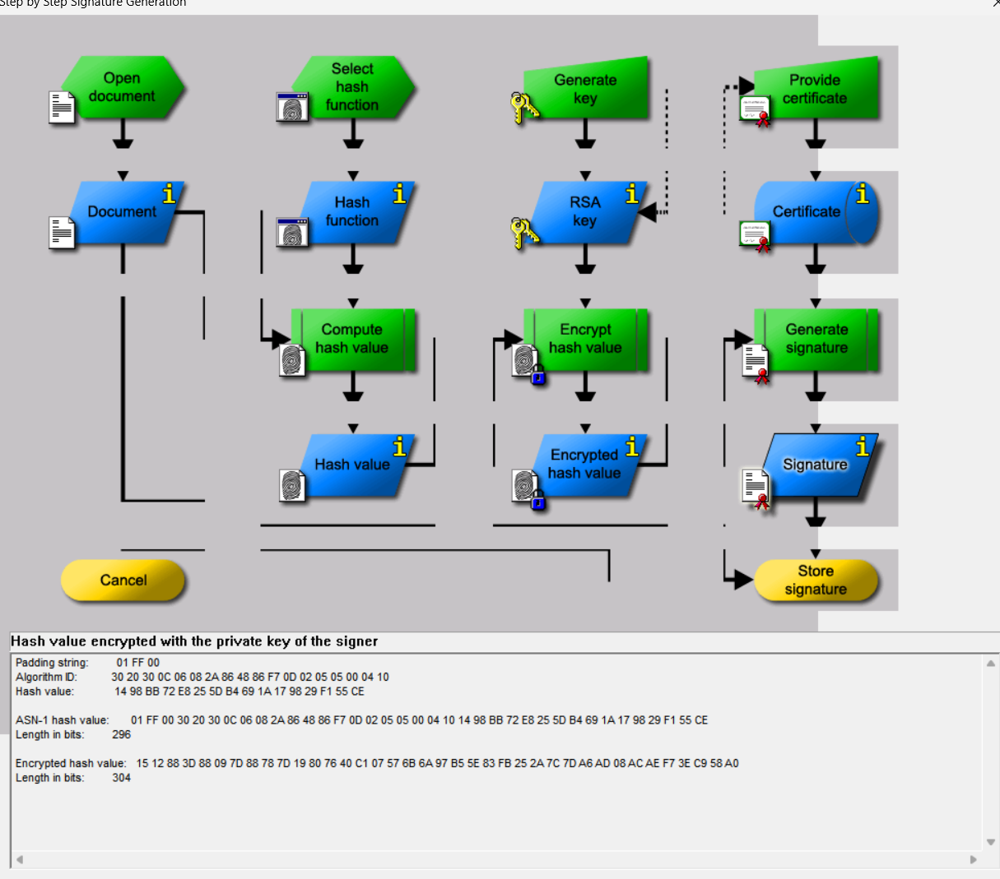 Step by Step Signature Generation
Open
document
Select
hash
function
Generate
key
Provide
certificate
Document
Hash
function
RSA
key
Certificate
Compute
hash value
Encrypt
hash value
Generate
signature
Hash value
Encrypted
hash value
Signature
Cancel
Store
signature
Hash value encrypted with the private key of the signer
Padding string: 01 FF 00
Algorithm ID: 30 20 30 0C 06 08 2A 86 48 86 F7 0D 02 05 05 00 04 10
Hash value: 14 98 BB 72 E8 25 5D B4 69 1A 17 98 29 F1 55 CE
ASN-1 hash value: 01 FF 00 30 20 30 0C 06 08 2A 86 48 86 F7 0D 02 05 05 00 04 10 14 98 BB 72 E8 25 5D B4 69 1A 17 98 29 F1 55 CE
Length in bits: 296
Encrypted hash value: 15 12 88 3D 88 09 7D 88 78 7D 19 80 76 40 C1 07 57 6B 6A 97 B5 5E 83 FB 25 2A 7C 7D A6 AD 08 AC AE F7 3E C9 58 A0
Length in bits: 304